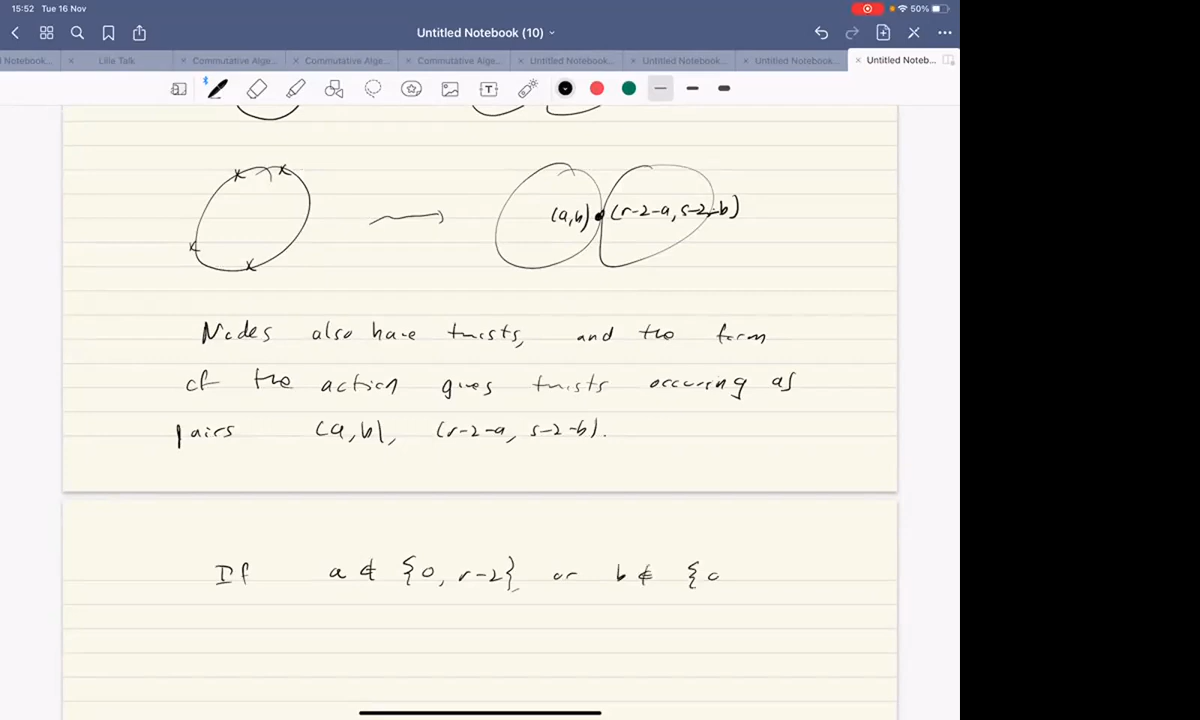 15:52 Tue 16 Nov
50%
Untitled Notebook (10)
Notebook...
Lille Talk
Commutative Alge...
Commutative Alge...
Commutative Alge...
Untitled Notebook...
Untitled Notebook...
Untitled Notebook...
Untitled Noteb...
(a,b) (r-2-a, s-2-b)
Nodes also have twists, and the form
of the action gives twists occuring as
pairs (a,b), (r-2-a, s-2-b).
If a ∉ {0, r-2} or b ∉ {0